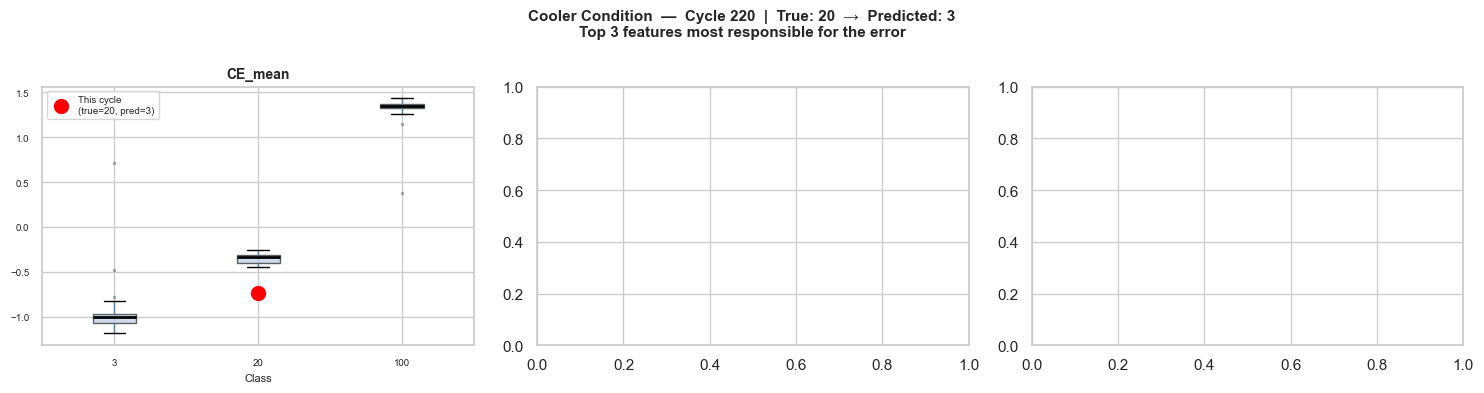 Cooler Condition — Cycle 220 | True: 20 → Predicted: 3
Top 3 features most responsible for the error
CE_mean
This cycle
(true=20, pred=3)
1.5
1.0
0.5
0.0
−0.5
−1.0
3 20 100
Class
1.0
0.8
0.6
0.4
0.2
0.0
0.0 0.2 0.4 0.6 0.8 1.0
1.0
0.8
0.6
0.4
0.2
0.0
0.0 0.2 0.4 0.6 0.8 1.0